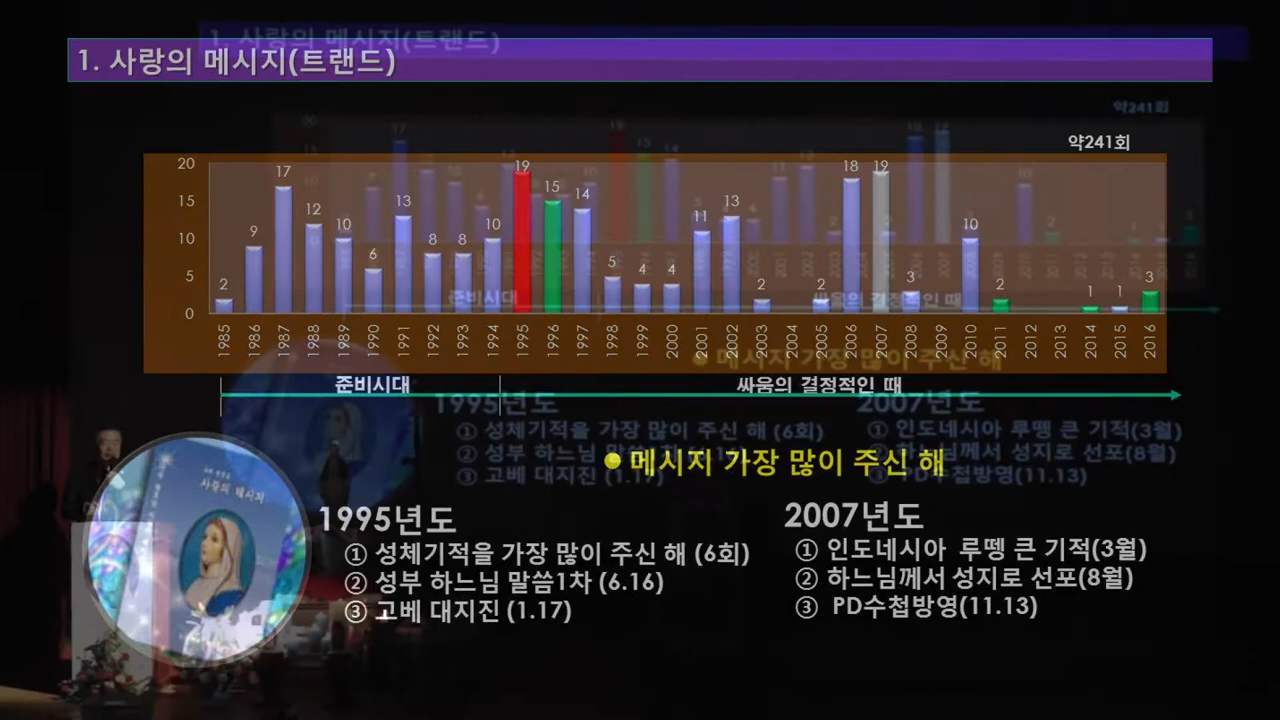 1. 사랑의 메시지(트랜드)
약241회
20
15
10
5
0
2 9 17 12 10 6 13 8 8 10 19 15 14 5 4 4 11 13 2 2 18 19 3 10 2 1 1 3
1985 1986 1987 1988 1989 1990 1991 1992 1993 1994 1995 1996 1997 1998 1999 2000 2001 2002 2003 2004 2005 2006 2007 2008 2009 2010 2011 2012 2013 2014 2015 2016
준비시대
싸움의 결정적인 때
● 메시지 가장 많이 주신 해
1995년도
① 성체기적을 가장 많이 주신 해 (6회)
② 성부 하느님 말씀1차 (6.16)
③ 고베 대지진 (1.17)
2007년도
① 인도네시아 루뗑 큰 기적(3월)
② 하느님께서 성지로 선포(8월)
③ PD수첩방영(11.13)
사랑의 메시지